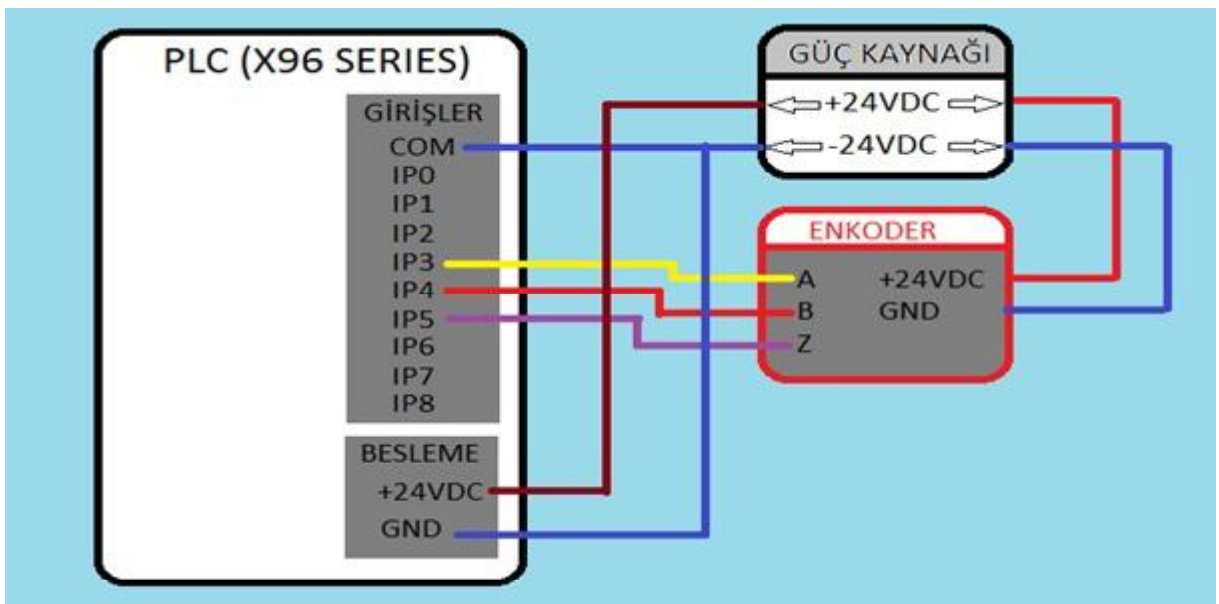 PLC (X96 SERIES)
GİRİŞLER
COM
IP0
IP1
IP2
IP3
IP4
IP5
IP6
IP7
IP8
BESLEME
+24VDC
GND
GÜÇ KAYNAĞI
+24VDC
-24VDC
ENKODER
A +24VDC
B GND
Z